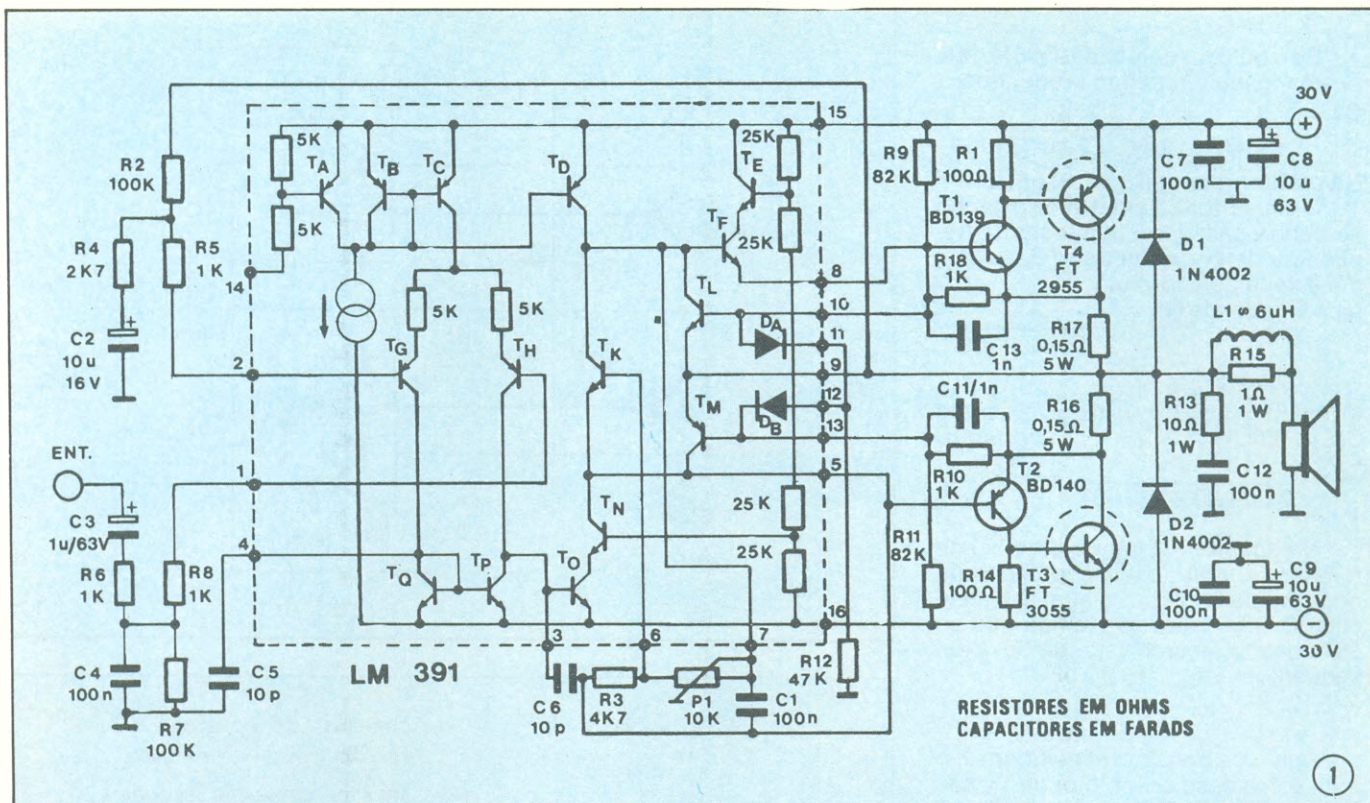 30V
15
R2
100K
R4
2K7
R5
1K
14
C2
10u
16V
2
ENT.
C3
1u/63V
1
4
R6
1K
R8
1K
C4
100n
R7
100K
C5
10p
5K
5K
TA
TB
TC
TD
25K
TE
TF
25K
5K
5K
TG
TH
TK
TL
DA
TM
DB
TN
TO
TP
TQ
25K
25K
8
10
11
9
12
13
5
16
3
6
7
LM 391
C6
10p
R3
4K7
P1
10K
C1
100n
R12
47K
R9
82K
R1
100Ω
T1
BD139
R18
1K
C13
1n
T4
FT
2955
R17
0,15Ω
5W
C11/1n
R16
0,15Ω
5W
R10
1K
T2
BD140
R11
82K
R14
100Ω
T3
FT
3055
C7
100n
C8
10u
63V
D1
1N4002
L1 ≈ 6uH
R15
1Ω
1W
R13
10Ω
1W
C12
100n
D2
1N4002
C10
100n
C9
10u
63V
30V
RESISTORES EM OHMS
CAPACITORES EM FARADS
1